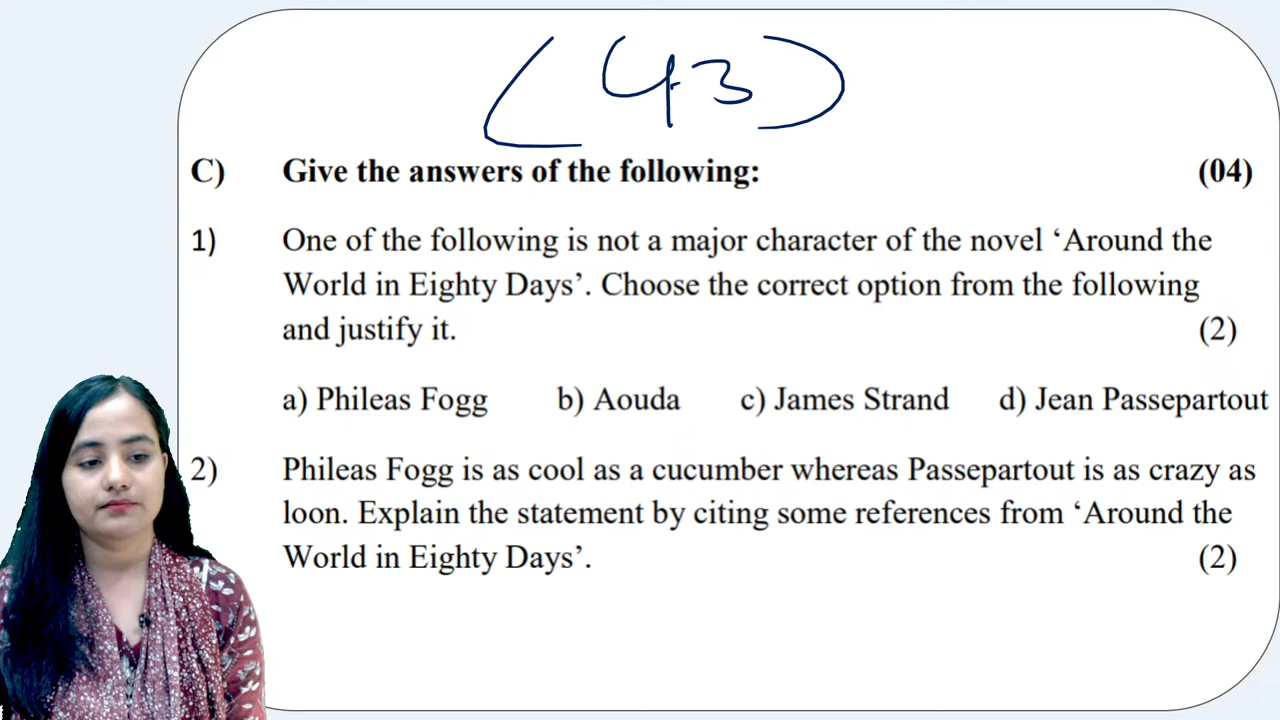 (43)
C) Give the answers of the following: (04)
1) One of the following is not a major character of the novel ‘Around the
World in Eighty Days’. Choose the correct option from the following
and justify it. (2)
a) Phileas Fogg b) Aouda c) James Strand d) Jean Passepartout
2) Phileas Fogg is as cool as a cucumber whereas Passepartout is as crazy as
loon. Explain the statement by citing some references from ‘Around the
World in Eighty Days’. (2)